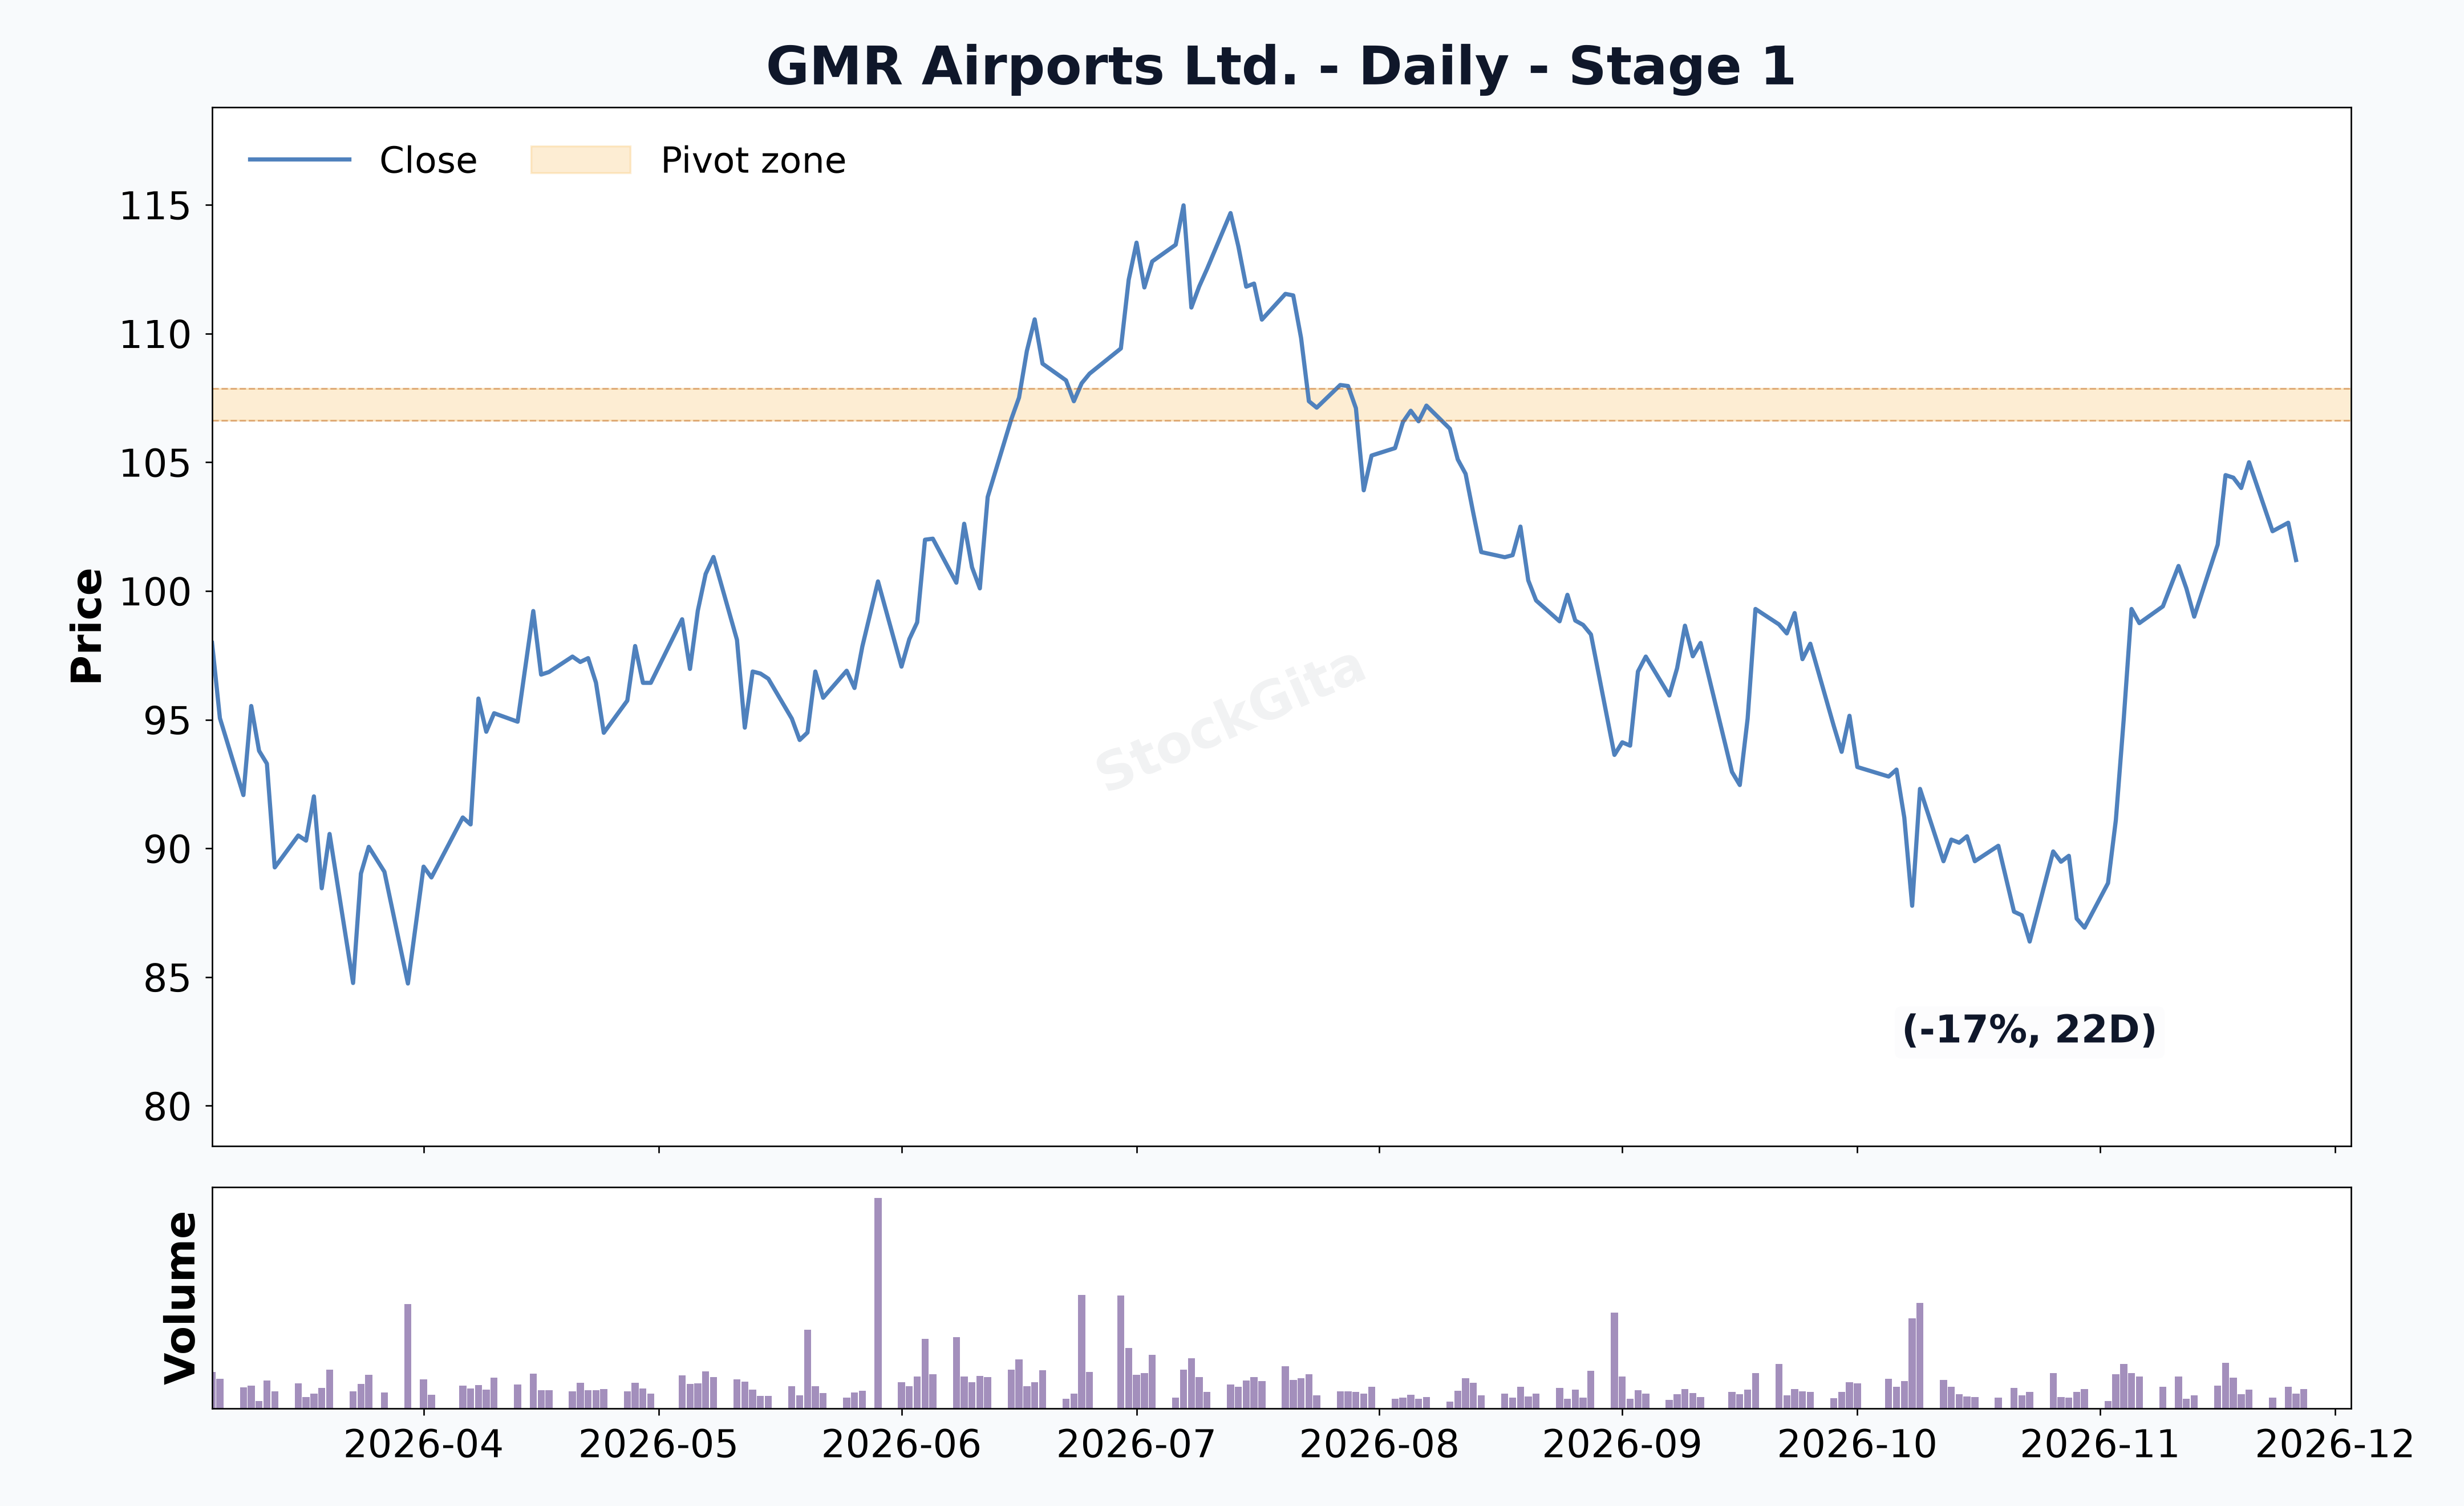 GMR Airports Ltd. - Daily - Stage 1
Close
Pivot zone
115
110
105
100
95
90
85
80
Price
StockGita
(-17%, 22D)
Volume
2026-04
2026-05
2026-06
2026-07
2026-08
2026-09
2026-10
2026-11
2026-12